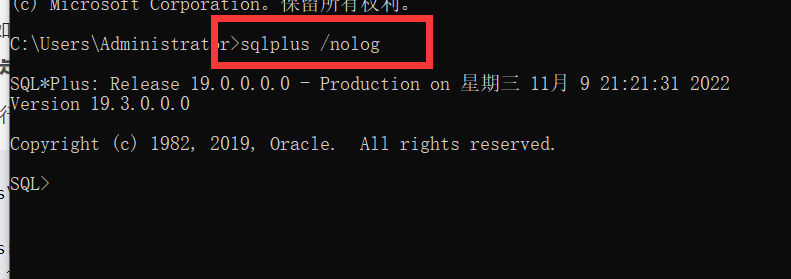 (c) Microsoft Corporation。保留所有权利。
如
C:\Users\Administrator>sqlplus /nolog
SQL*Plus: Release 19.0.0.0.0 - Production on 星期三 11月 9 21:21:31 2022
Version 19.3.0.0.0
行
Copyright (c) 1982, 2019, Oracle.  All rights reserved.
SQL>